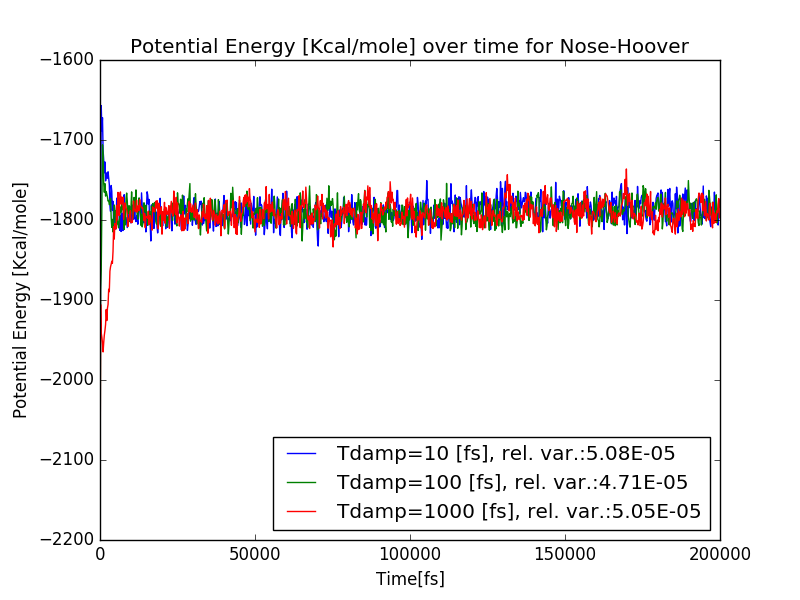 Potential Energy [Kcal/mole] over time for Nose-Hoover
−1600
−1700
−1800
−1900
−2000
−2100
−2200
Potential Energy [Kcal/mole]
Tdamp=10 [fs], rel. var.:5.08E-05
Tdamp=100 [fs], rel. var.:4.71E-05
Tdamp=1000 [fs], rel. var.:5.05E-05
0 50000 100000 150000 200000
Time[fs]